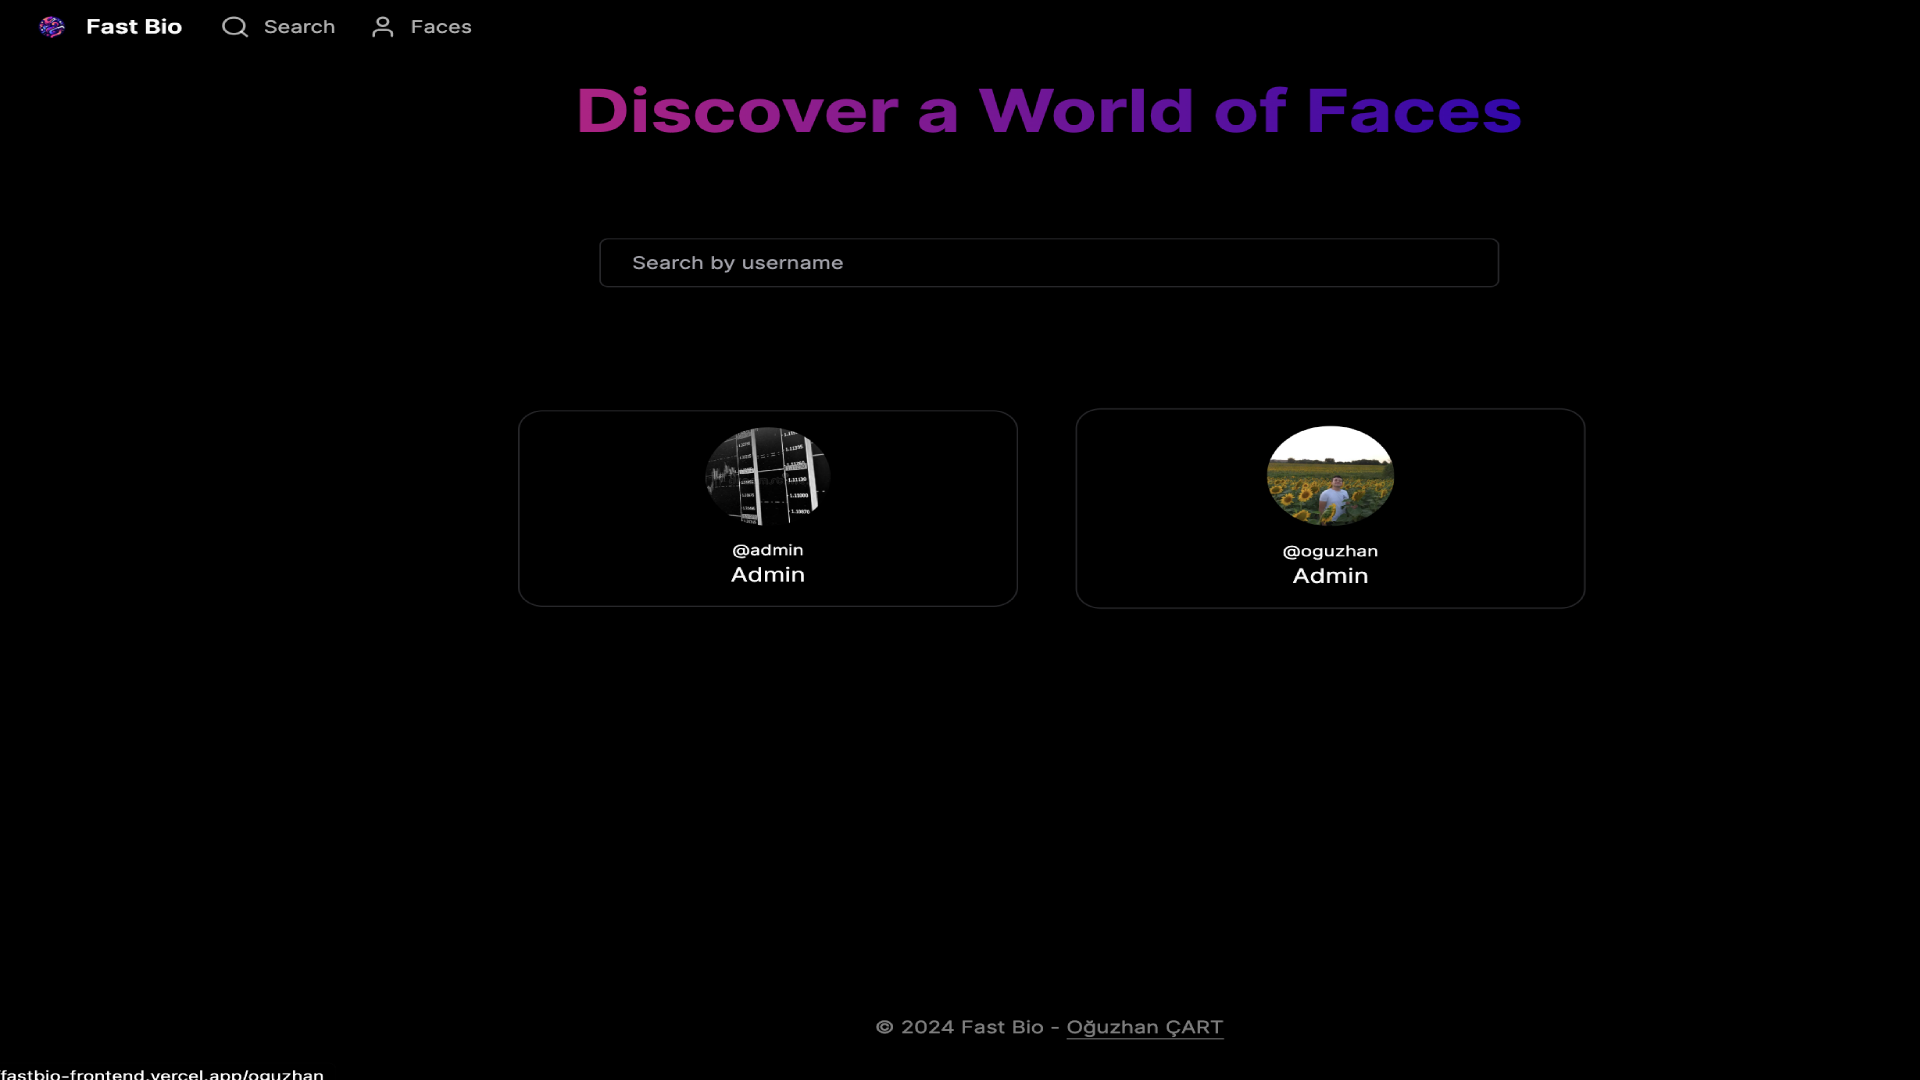 Fast Bio Search Faces
Discover a World of Faces
Search by username
@admin
Admin
@oguzhan
Admin
© 2024 Fast Bio - Oğuzhan ÇART
fastbio-frontend.vercel.app/oguzhan